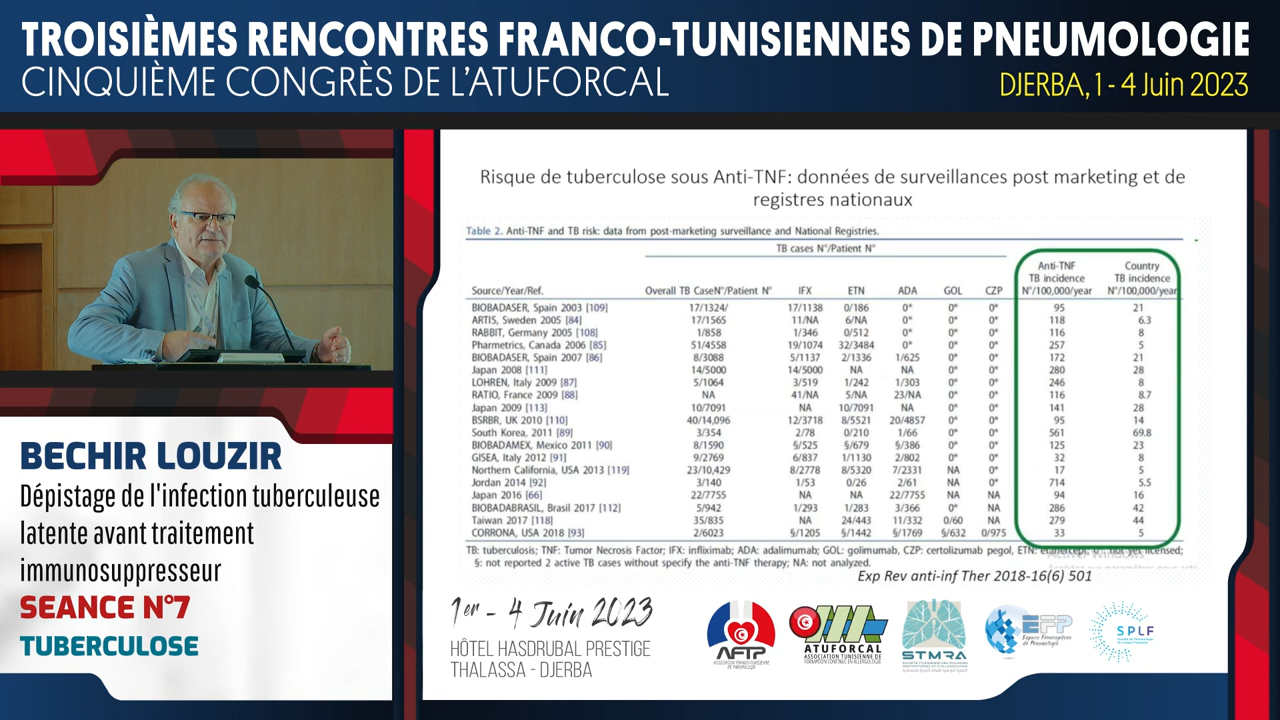 TROISIÈMES RENCONTRES FRANCO-TUNISIENNES DE PNEUMOLOGIE
CINQUIÈME CONGRÈS DE L'ATUFORCAL
DJERBA, 1 - 4 Juin 2023
BECHIR LOUZIR
Dépistage de l'infection tuberculeuse
latente avant traitement
immunosuppresseur
SEANCE N°7
TUBERCULOSE
Risque de tuberculose sous Anti-TNF: données de surveillances post marketing et de
registres nationaux
Table 2. Anti-TNF and TB risk: data from post-marketing surveillance and National Registries.
TB cases N°/Patient N°
Anti-TNF Country
TB incidence TB incidence
Source/Year/Ref. Overall TB CaseN°/Patient N° IFX ETN ADA GOL CZP N°/100,000/year N°/100,000/year
BIOBADASER, Spain 2003 [109] 17/1324/ 17/1138 0/186 0* 0* 0* 95 21
ARTIS, Sweden 2005 [84] 17/1565 11/NA 6/NA 0* 0* 0* 118 6.3
RABBIT, Germany 2005 [108] 1/858 1/346 0/512 0* 0* 0* 116 8
Pharmetrics, Canada 2006 [85] 51/4558 19/1074 32/3484 0* 0* 0* 257 5
BIOBADASER, Spain 2007 [86] 8/3088 5/1137 2/1336 1/625 0* 0* 172 21
Japan 2008 [111] 14/5000 14/5000 NA NA 0* 0* 280 28
LOHREN, Italy 2009 [87] 5/1064 3/519 1/242 1/303 0* 0* 246 8
RATIO, France 2009 [88] NA 41/NA 5/NA 23/NA 0* 0* 116 8.7
Japan 2009 [113] 10/7091 NA 10/7091 NA 0* 0* 141 28
BSRBR, UK 2010 [110] 40/14,096 12/3718 8/5521 20/4857 0* 0* 95 14
South Korea, 2011 [89] 3/354 2/78 0/210 1/66 0* 0* 561 69.8
BIOBADAMEX, Mexico 2011 [90] 8/1590 §/525 §/679 §/386 0* 0* 125 23
GISEA, Italy 2012 [91] 9/2769 6/837 1/1130 2/802 0* 0* 32 8
Northern California, USA 2013 [119] 23/10,429 8/2778 8/5320 7/2331 NA 0* 17 5
Jordan 2014 [92] 3/140 1/53 0/26 2/61 NA 0* 714 5.5
Japan 2016 [66] 22/7755 NA NA 22/7755 NA NA 94 16
BIOBADABRASIL, Brasil 2017 [112] 5/942 1/293 1/283 3/366 0* NA 286 42
Taiwan 2017 [118] 35/835 NA 24/443 11/332 0/60 NA 279 44
CORRONA, USA 2018 [93] 2/6023 §/1205 §/1442 §/1769 §/632 0/975 33 5
TB: tuberculosis; TNF: Tumor Necrosis Factor; IFX: infliximab; ADA: adalimumab; GOL: golimumab, CZP: certolizumab pegol, ETN: etanercept, 0*: not yet licensed;
§: not reported 2 active TB cases without specify the anti-TNF therapy; NA: not analyzed.
Exp Rev anti-inf Ther 2018-16(6) 501
1er - 4 Juin 2023
HÔTEL HASDRUBAL PRESTIGE
THALASSA - DJERBA
AFTP
ATUFORCAL
ASSOCIATION TUNISIENNE DE
FORMATION CONTINUE EN ALLERGOLOGIE
STMRA
EFP
Espace Francophone
de Pneumologie
SPLF